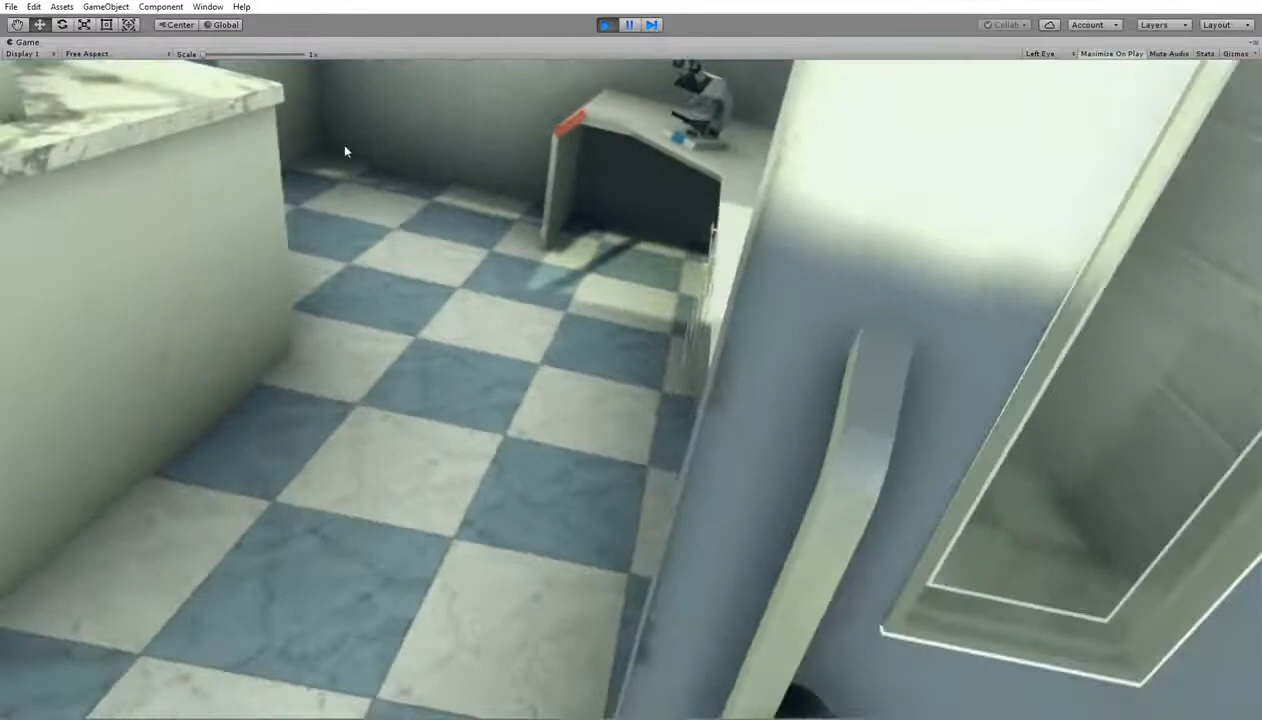 File Edit Assets GameObject Component Window Help
Center Global Collab Account Layers Layout
Game
Display 1 Free Aspect Scale 1x Left Eye Maximize On Play Mute Audio Stats Gizmos